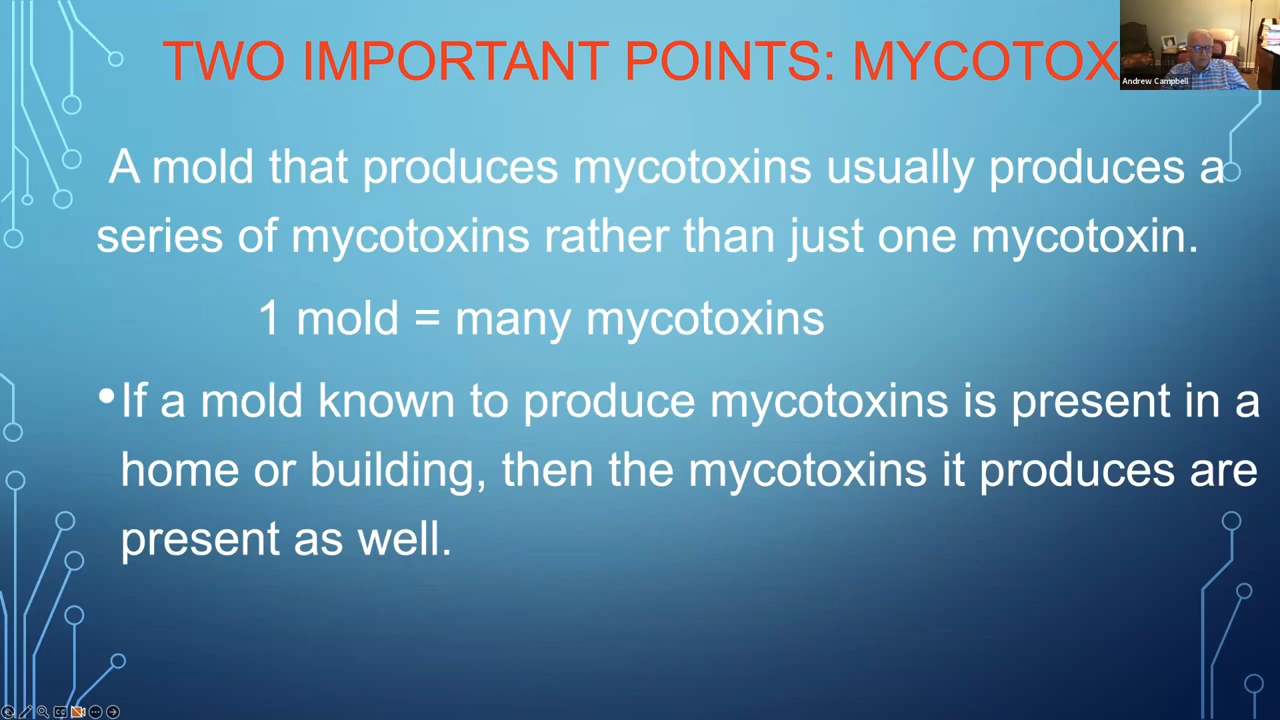 TWO IMPORTANT POINTS: MYCOTOX
Andrew Campbell
A mold that produces mycotoxins usually produces a
series of mycotoxins rather than just one mycotoxin.
1 mold = many mycotoxins
•If a mold known to produce mycotoxins is present in a
home or building, then the mycotoxins it produces are
present as well.